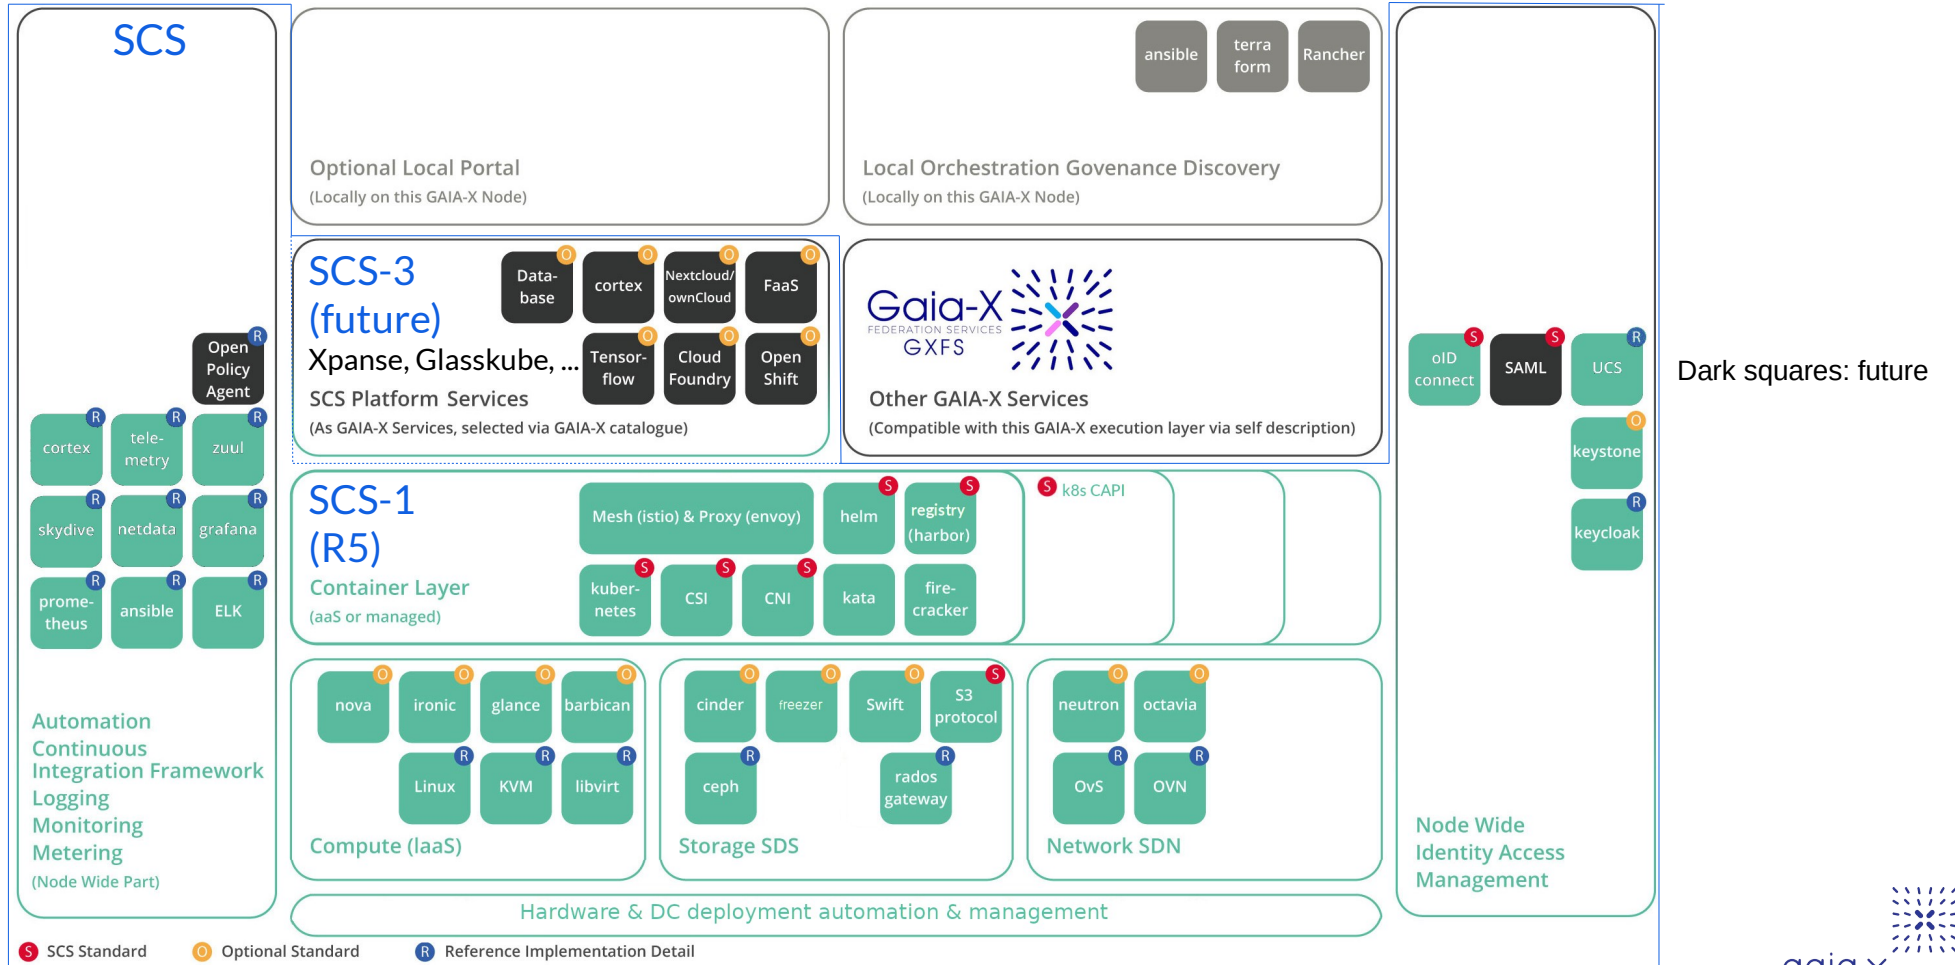 SCS
Open
Policy
Agent
R
cortex
R
tele-
metry
R
zuul
R
skydive
R
netdata
R
grafana
R
prome-
theus
R
ansible
R
ELK
R
Automation
Continuous
Integration Framework
Logging
Monitoring
Metering
(Node Wide Part)
Optional Local Portal
(Locally on this GAIA-X Node)
ansible
terra
form
Rancher
Local Orchestration Govenance Discovery
(Locally on this GAIA-X Node)
SCS-3
(future)
Xpanse, Glasskube, ...
Data-
base
O
cortex
O
Nextcloud/
ownCloud
O
FaaS
O
Tensor-
flow
O
Cloud
Foundry
O
Open
Shift
O
SCS Platform Services
(As GAIA-X Services, selected via GAIA-X catalogue)
Gaia-X
FEDERATION SERVICES
GXFS
Other GAIA-X Services
(Compatible with this GAIA-X execution layer via self description)
SCS-1
(R5)
Container Layer
(aaS or managed)
Mesh (istio) & Proxy (envoy)
helm
S
registry
(harbor)
S
S k8s CAPI
kuber-
netes
S
CSI
S
CNI
S
kata
fire-
cracker
nova
O
ironic
O
glance
O
barbican
O
Linux
R
KVM
R
libvirt
R
Compute (IaaS)
cinder
O
freezer
O
Swift
O
S3
protocol
S
ceph
R
rados
gateway
R
Storage SDS
neutron
O
octavia
O
OvS
R
OVN
R
Network SDN
Hardware & DC deployment automation & management
oID
connect
S
SAML
S
UCS
R
keystone
O
keycloak
R
Node Wide
Identity Access
Management
Dark squares: future
S SCS Standard
O Optional Standard
R Reference Implementation Detail
gaia-x